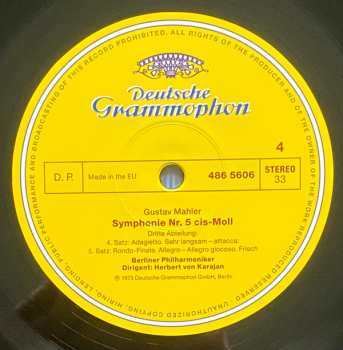 ALL RIGHTS OF THE PRODUCER AND OF THE OWNER OF THE WORK REPRODUCED RESERVED. UNAUTHORIZED COPYING, HIRING, LENDING, PUBLIC PERFORMANCE AND BROADCASTING OF THIS RECORD PROHIBITED.
Deutsche
Grammophon
4
D. P.
Made in the EU
486 5606
STEREO
33
Gustav Mahler
Symphonie Nr. 5 cis-Moll
Dritte Abteilung:
4. Satz: Adagietto. Sehr langsam – attacca:
5. Satz: Rondo-Finale. Allegro – Allegro giocoso. Frisch
Berliner Philharmoniker
Dirigent: Herbert von Karajan
℗ 1973 Deutsche Grammophon GmbH, Berlin